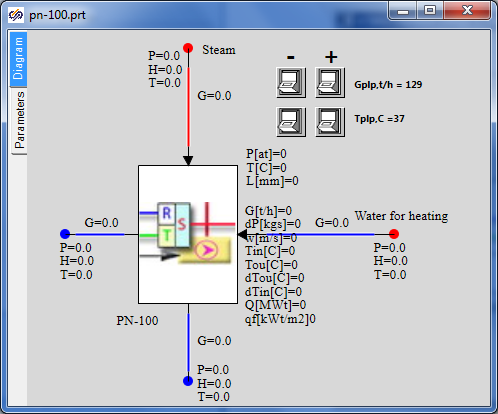 pn-100.prt
Diagram
Parameters
Steam
P=0.0
H=0.0
T=0.0
G=0.0
- +
Gplp,t/h = 129
Tplp,C =37
P[at]=0
T[C]=0
L[mm]=0
G[t/h]=0
dP[kgs]=0
w[m/s]=0
Tin[C]=0
Tou[C]=0
dTou[C]=0
dTin[C]=0
Q[MWt]=0
qf[kWt/m2]0
R
S
T
G=0.0
P=0.0
H=0.0
T=0.0
Water for heating
G=0.0
P=0.0
H=0.0
T=0.0
PN-100
G=0.0
P=0.0
H=0.0
T=0.0